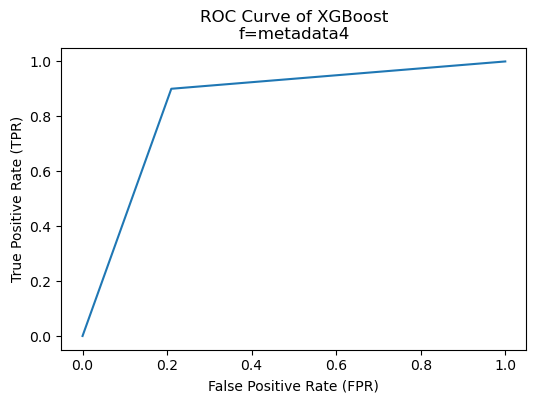 ROC Curve of XGBoost
f=metadata4
True Positive Rate (TPR)
1.0
0.8
0.6
0.4
0.2
0.0
0.0 0.2 0.4 0.6 0.8 1.0
False Positive Rate (FPR)